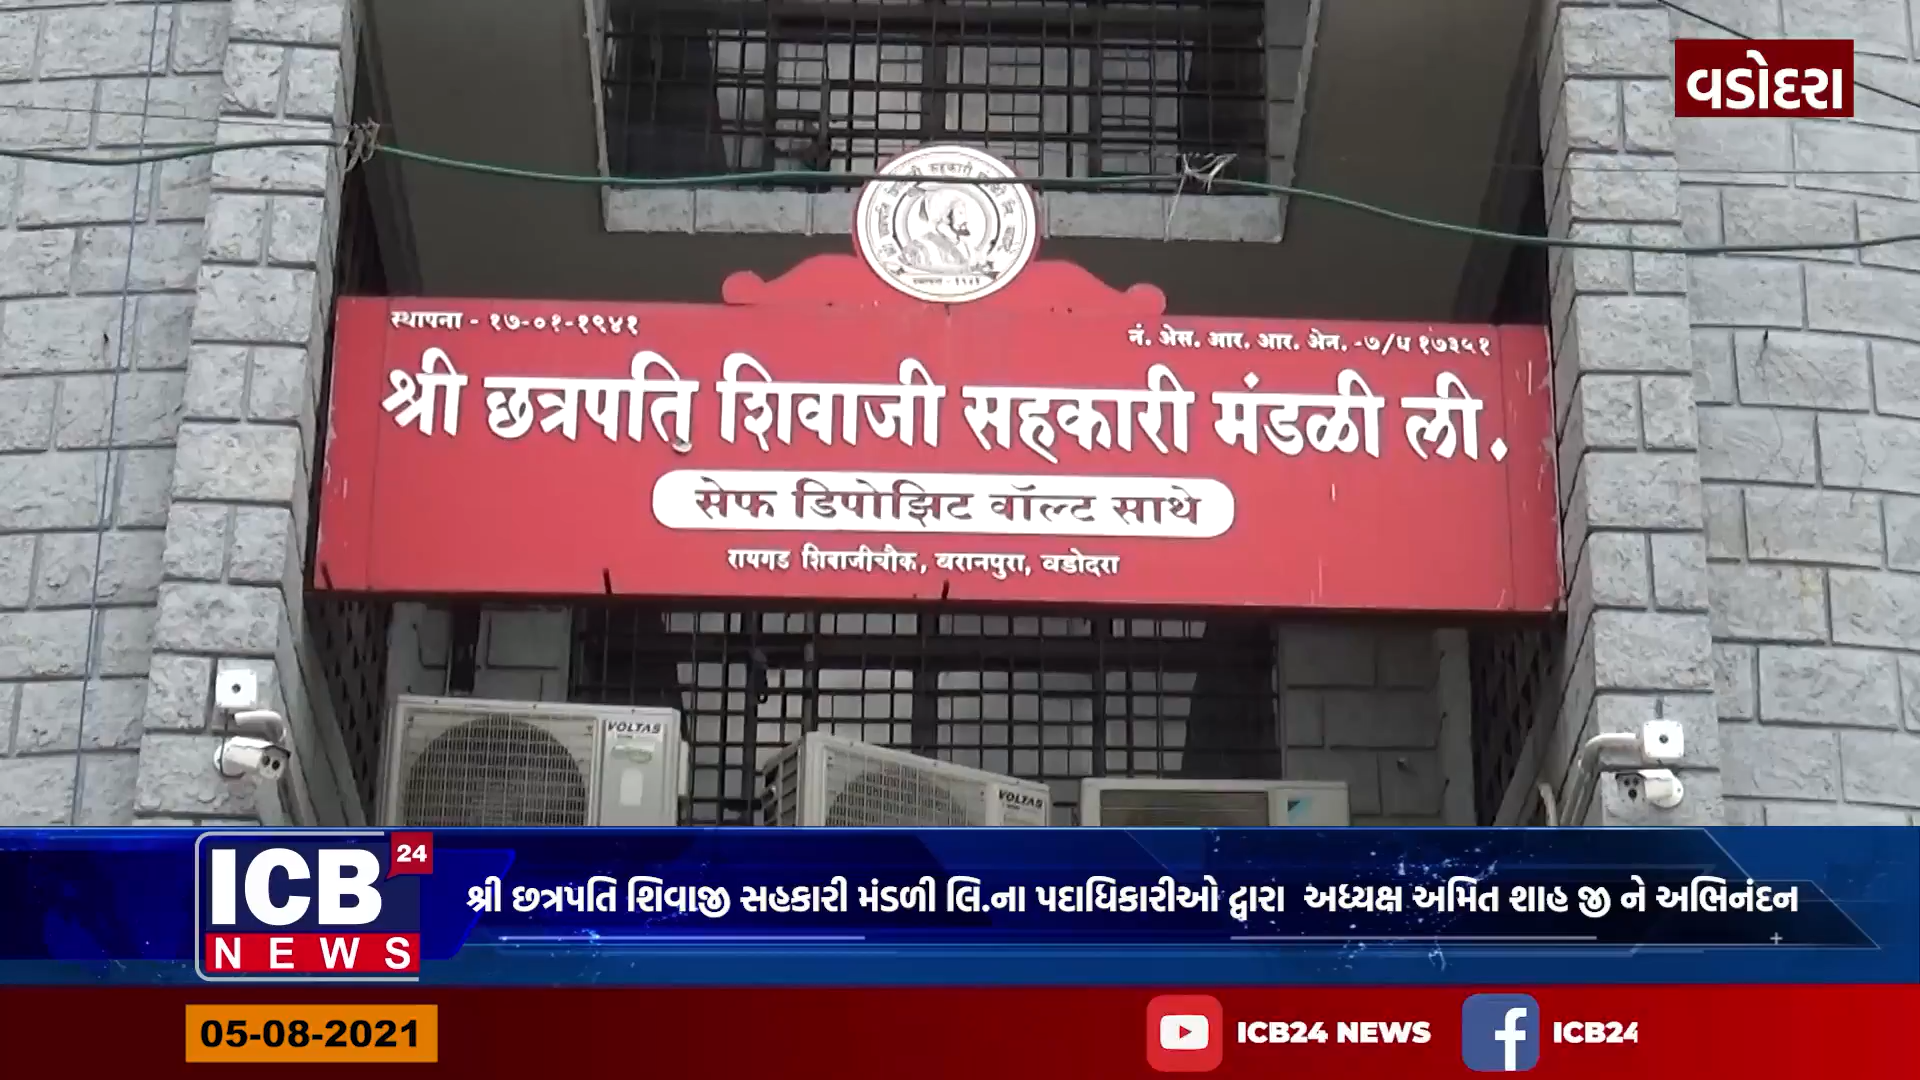 વડોદરા
स्थापना - १७-०१-१९४१
नं. अेस. आर. आर. अेन. -७/ध १७३५१
श्री छत्रपति शिवाजी सहकारी मंडळी ली.
सेफ डिपोझिट वॉल्ट साथे
रायगड शिवाजीचौक, वरानपुरा, वडोदरा
VOLTAS
VOLTAS
ICB 24
NEWS
શ્રી છત્રપતિ શિવાજી સહકારી મંડળી લિ.ના પદાધિકારીઓ દ્વારા અધ્યક્ષ અમિત શાહ જી ને અભિનંદન
05-08-2021
ICB24 NEWS
ICB24